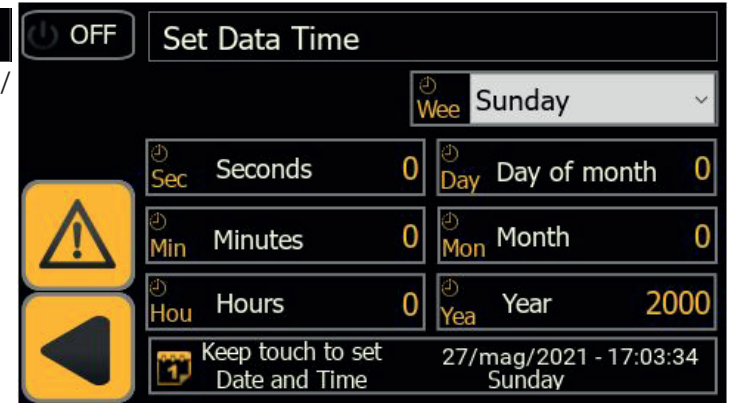 OFF
Set Data Time
/
Wee Sunday
Sec Seconds 0
Day Day of month 0
Min Minutes 0
Mon Month 0
Hou Hours 0
Yea Year 2000
Keep touch to set
Date and Time
27/mag/2021 - 17:03:34
Sunday
1